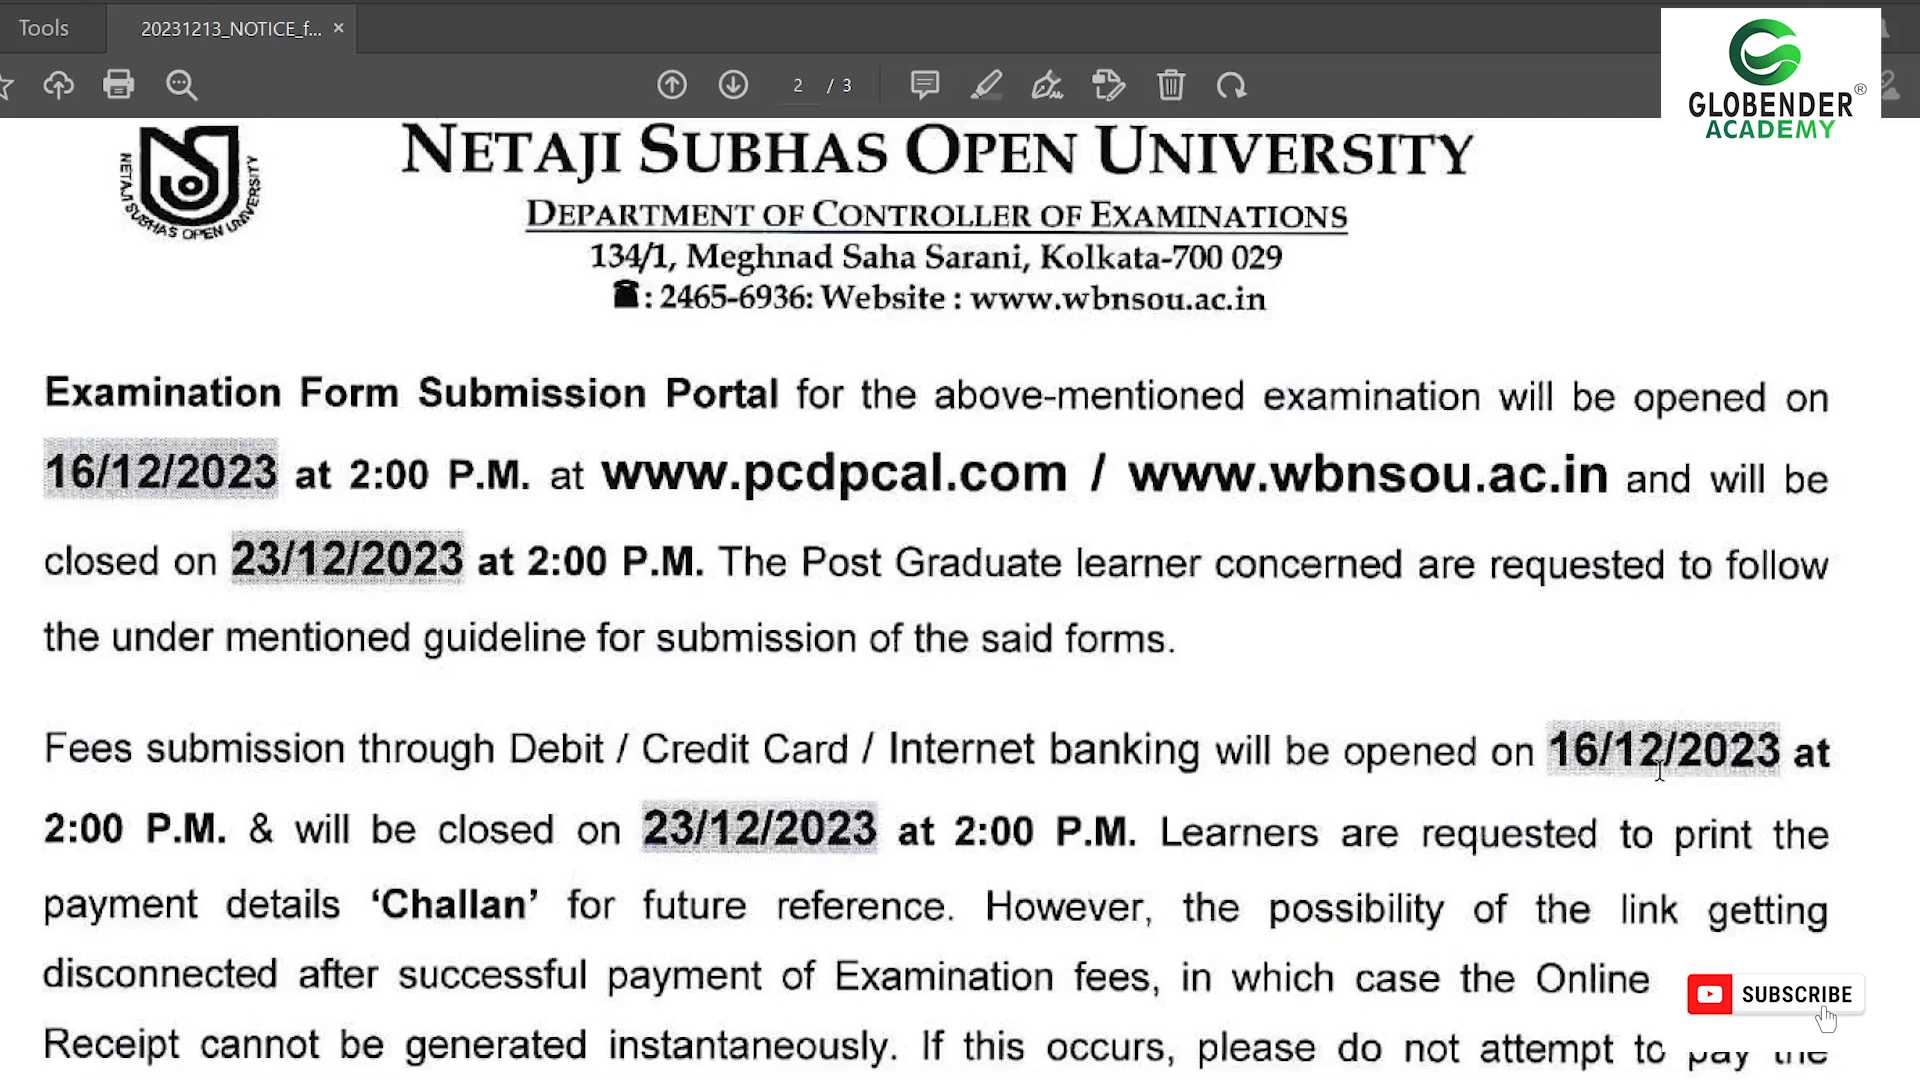 Tools
20231213_NOTICE_f... ×
2 / 3
GLOBENDER®
ACADEMY
NETAJI SUBHAS OPEN UNIVERSITY
NETAJI SUBHAS OPEN UNIVERSITY
DEPARTMENT OF CONTROLLER OF EXAMINATIONS
134/1, Meghnad Saha Sarani, Kolkata-700 029
☎: 2465-6936: Website : www.wbnsou.ac.in
Examination Form Submission Portal for the above-mentioned examination will be opened on
16/12/2023 at 2:00 P.M. at www.pcdpcal.com / www.wbnsou.ac.in and will be
closed on 23/12/2023 at 2:00 P.M. The Post Graduate learner concerned are requested to follow
the under mentioned guideline for submission of the said forms.
Fees submission through Debit / Credit Card / Internet banking will be opened on 16/12/2023 at
2:00 P.M. & will be closed on 23/12/2023 at 2:00 P.M. Learners are requested to print the
payment details ‘Challan’ for future reference. However, the possibility of the link getting
disconnected after successful payment of Examination fees, in which case the Online
Receipt cannot be generated instantaneously. If this occurs, please do not attempt to pay the
SUBSCRIBE